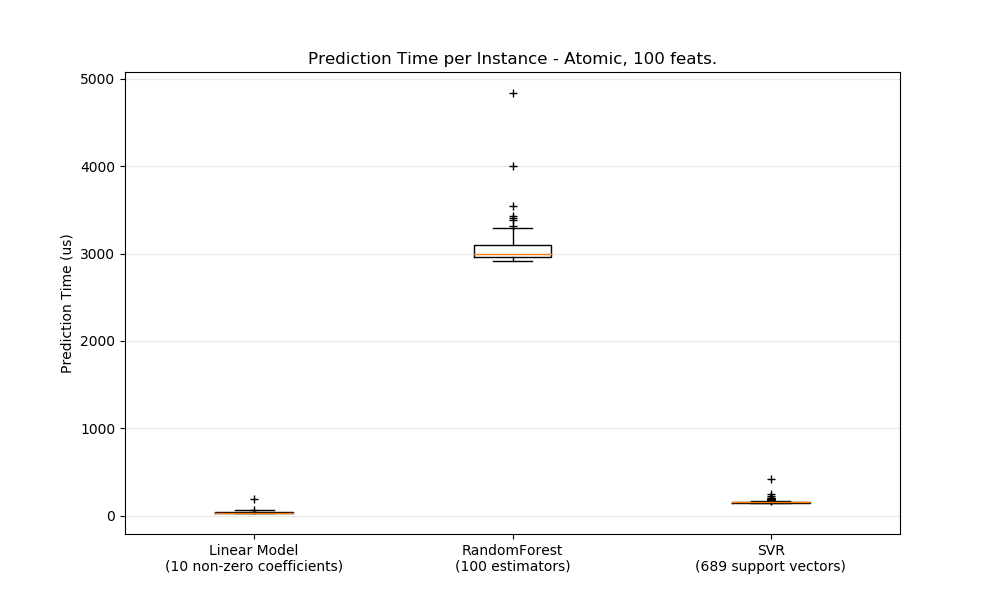 Prediction Time per Instance - Atomic, 100 feats.
5000
4000
3000
2000
1000
0
Prediction Time (us)
Linear Model
(10 non-zero coefficients)
RandomForest
(100 estimators)
SVR
(689 support vectors)